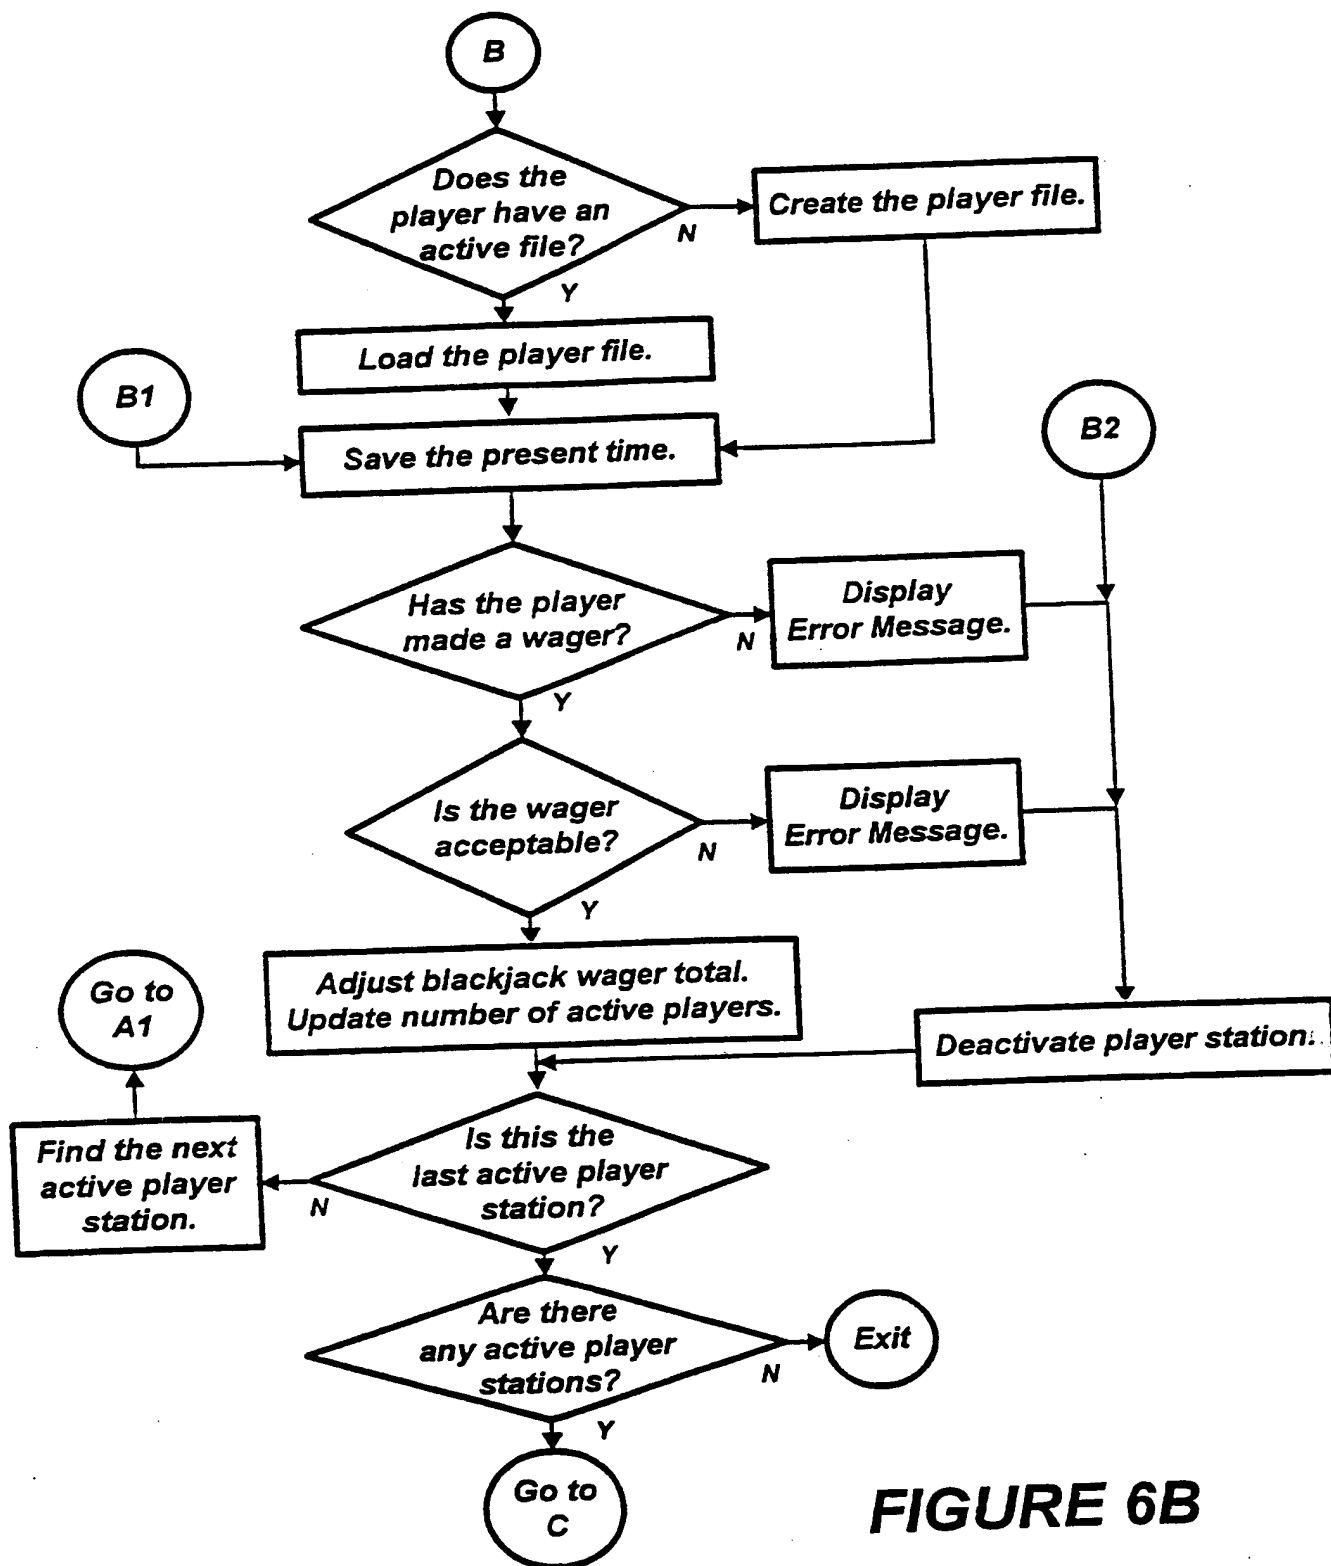 B
Does the
player have an
active file?
N
Create the player file.
Y
Load the player file.
B1
Save the present time.
B2
Has the player
made a wager?
N
Display
Error Message.
Y
Is the wager
acceptable?
N
Display
Error Message.
Y
Adjust blackjack wager total.
Update number of active players.
Go to
A1
Deactivate player station.
Find the next
active player
station.
Is this the
last active player
station?
N
Y
Are there
any active player
stations?
N
Exit
Y
Go to
C
FIGURE 6B